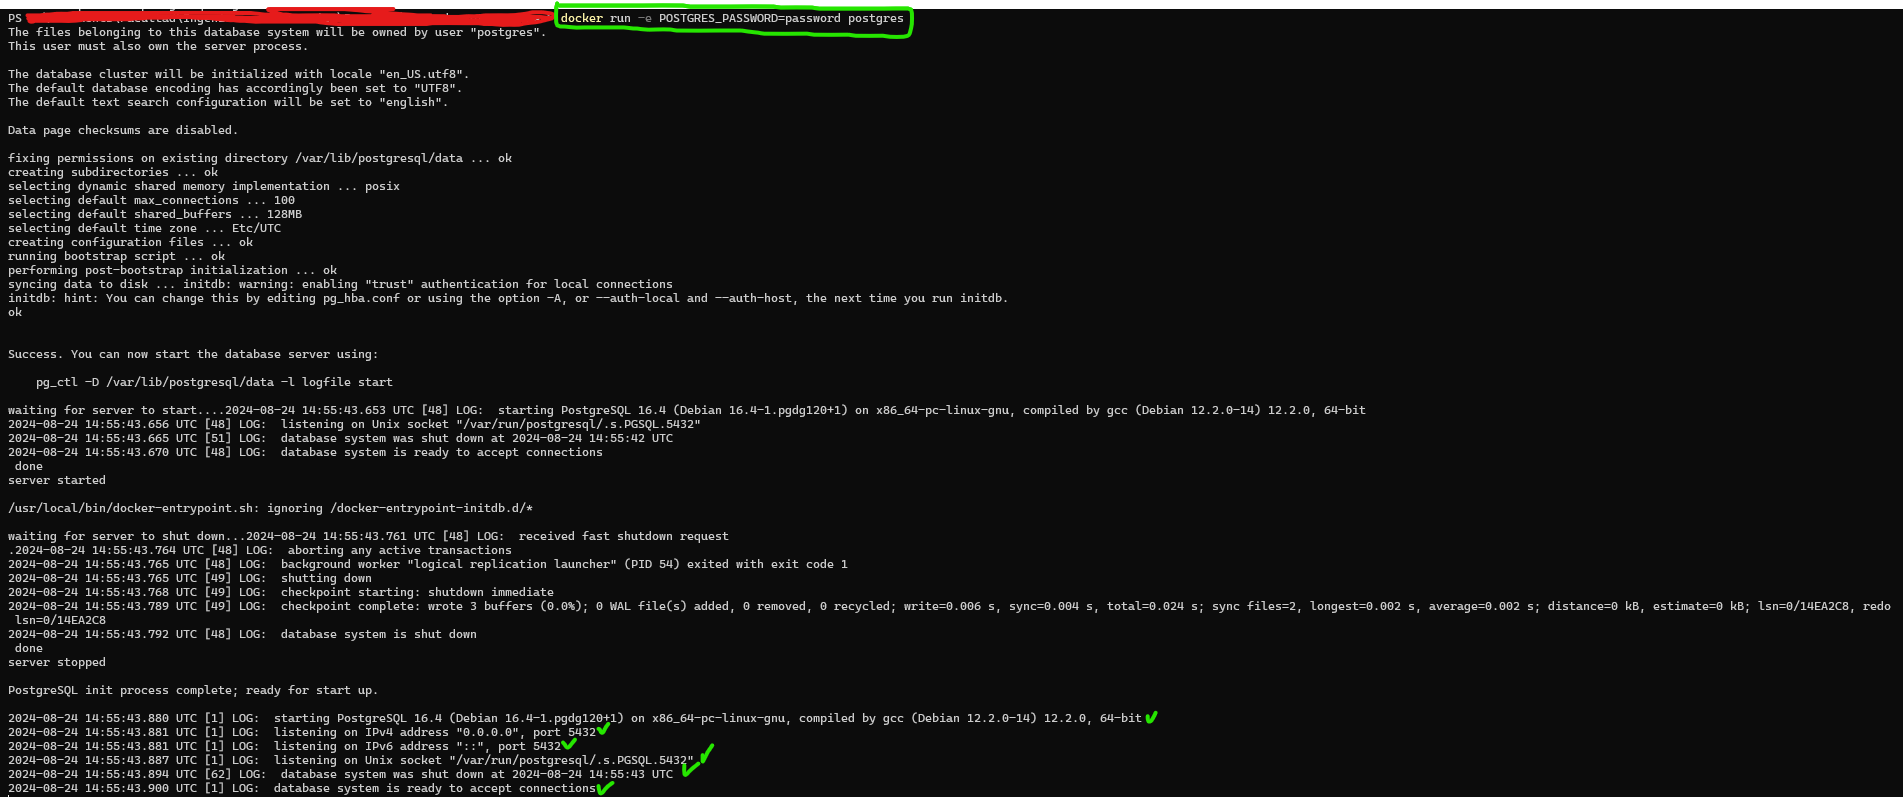 PS docker run -e POSTGRES_PASSWORD=password postgres
The files belonging to this database system will be owned by user "postgres".
This user must also own the server process.
The database cluster will be initialized with locale "en_US.utf8".
The default database encoding has accordingly been set to "UTF8".
The default text search configuration will be set to "english".
Data page checksums are disabled.
fixing permissions on existing directory /var/lib/postgresql/data ... ok
creating subdirectories ... ok
selecting dynamic shared memory implementation ... posix
selecting default max_connections ... 100
selecting default shared_buffers ... 128MB
selecting default time zone ... Etc/UTC
creating configuration files ... ok
running bootstrap script ... ok
performing post-bootstrap initialization ... ok
syncing data to disk ... initdb: warning: enabling "trust" authentication for local connections
initdb: hint: You can change this by editing pg_hba.conf or using the option -A, or --auth-local and --auth-host, the next time you run initdb.
ok
Success. You can now start the database server using:
pg_ctl -D /var/lib/postgresql/data -l logfile start
waiting for server to start....2024-08-24 14:55:43.653 UTC [48] LOG:  starting PostgreSQL 16.4 (Debian 16.4-1.pgdg120+1) on x86_64-pc-linux-gnu, compiled by gcc (Debian 12.2.0-14) 12.2.0, 64-bit
2024-08-24 14:55:43.656 UTC [48] LOG:  listening on Unix socket "/var/run/postgresql/.s.PGSQL.5432"
2024-08-24 14:55:43.665 UTC [51] LOG:  database system was shut down at 2024-08-24 14:55:42 UTC
2024-08-24 14:55:43.670 UTC [48] LOG:  database system is ready to accept connections
done
server started
/usr/local/bin/docker-entrypoint.sh: ignoring /docker-entrypoint-initdb.d/*
waiting for server to shut down...2024-08-24 14:55:43.761 UTC [48] LOG:  received fast shutdown request
.2024-08-24 14:55:43.764 UTC [48] LOG:  aborting any active transactions
2024-08-24 14:55:43.765 UTC [48] LOG:  background worker "logical replication launcher" (PID 54) exited with exit code 1
2024-08-24 14:55:43.765 UTC [49] LOG:  shutting down
2024-08-24 14:55:43.768 UTC [49] LOG:  checkpoint starting: shutdown immediate
2024-08-24 14:55:43.789 UTC [49] LOG:  checkpoint complete: wrote 3 buffers (0.0%); 0 WAL file(s) added, 0 removed, 0 recycled; write=0.006 s, sync=0.004 s, total=0.024 s; sync files=2, longest=0.002 s, average=0.002 s; distance=0 kB, estimate=0 kB; lsn=0/14EA2C8, redo
lsn=0/14EA2C8
2024-08-24 14:55:43.792 UTC [48] LOG:  database system is shut down
done
server stopped
PostgreSQL init process complete; ready for start up.
2024-08-24 14:55:43.880 UTC [1] LOG:  starting PostgreSQL 16.4 (Debian 16.4-1.pgdg120+1) on x86_64-pc-linux-gnu, compiled by gcc (Debian 12.2.0-14) 12.2.0, 64-bit
2024-08-24 14:55:43.881 UTC [1] LOG:  listening on IPv4 address "0.0.0.0", port 5432
2024-08-24 14:55:43.881 UTC [1] LOG:  listening on IPv6 address "::", port 5432
2024-08-24 14:55:43.887 UTC [1] LOG:  listening on Unix socket "/var/run/postgresql/.s.PGSQL.5432"
2024-08-24 14:55:43.894 UTC [62] LOG:  database system was shut down at 2024-08-24 14:55:43 UTC
2024-08-24 14:55:43.900 UTC [1] LOG:  database system is ready to accept connections